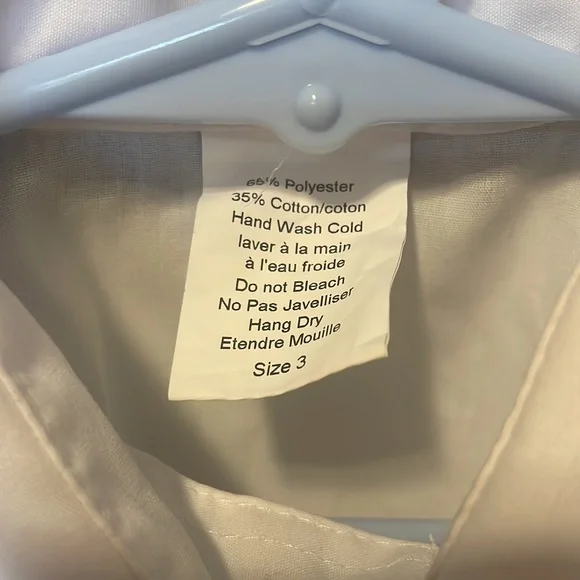 65% Polyester
35% Cotton/coton
Hand Wash Cold
laver à la main
à l'eau froide
Do not Bleach
No Pas Javelliser
Hang Dry
Etendre Mouille
Size 3